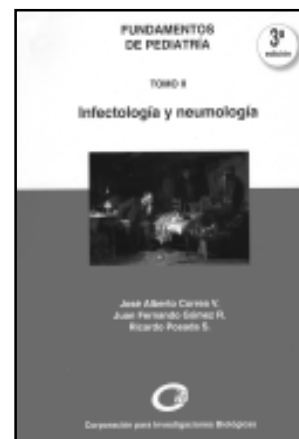 FUNDAMENTOS
DE PEDIATRÍA
3ª
edición
TOMO II
Infectología y neumología
José Alberto Correa V.
Juan Fernando Gómez R.
Ricardo Posada S.
Corporación para Investigaciones Biológicas